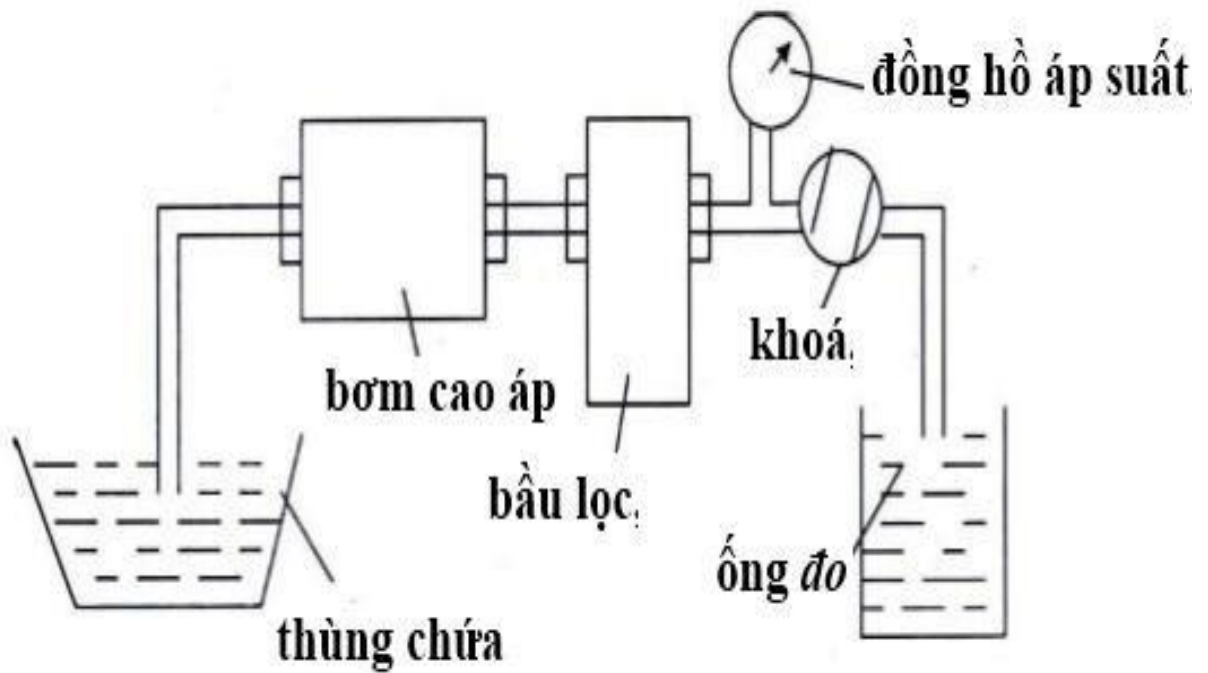 đồng hồ áp suất
khoá
bơm cao áp
bầu lọc
ống đo
thùng chứa